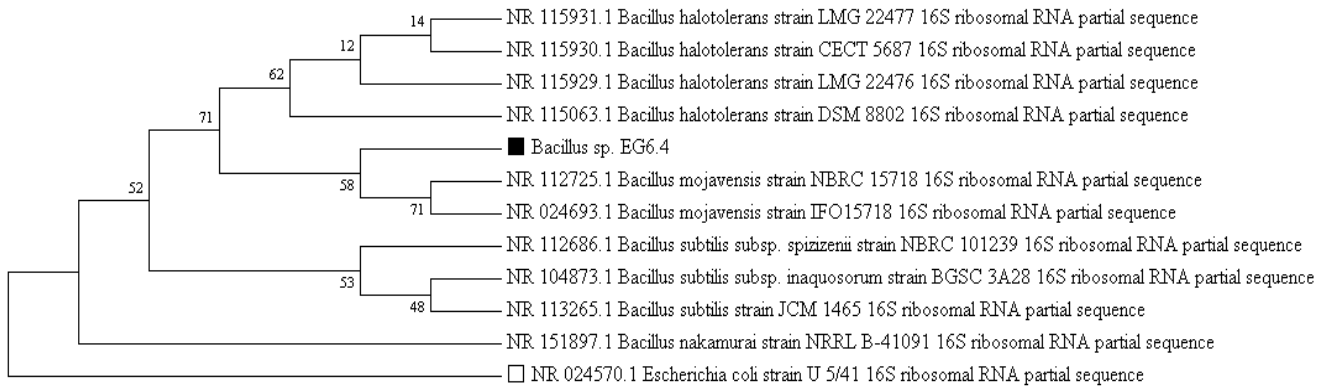 NR 115931.1 Bacillus halotolerans strain LMG 22477 16S ribosomal RNA partial sequence
14
NR 115930.1 Bacillus halotolerans strain CECT 5687 16S ribosomal RNA partial sequence
12
NR 115929.1 Bacillus halotolerans strain LMG 22476 16S ribosomal RNA partial sequence
62
NR 115063.1 Bacillus halotolerans strain DSM 8802 16S ribosomal RNA partial sequence
71
Bacillus sp. EG6.4
58
NR 112725.1 Bacillus mojavensis strain NBRC 15718 16S ribosomal RNA partial sequence
52
71
NR 024693.1 Bacillus mojavensis strain IFO15718 16S ribosomal RNA partial sequence
NR 112686.1 Bacillus subtilis subsp. spizizenii strain NBRC 101239 16S ribosomal RNA partial sequence
53
NR 104873.1 Bacillus subtilis subsp. inaquosorum strain BGSC 3A28 16S ribosomal RNA partial sequence
48
NR 113265.1 Bacillus subtilis strain JCM 1465 16S ribosomal RNA partial sequence
NR 151897.1 Bacillus nakamurai strain NRRL B-41091 16S ribosomal RNA partial sequence
NR 024570.1 Escherichia coli strain U 5/41 16S ribosomal RNA partial sequence